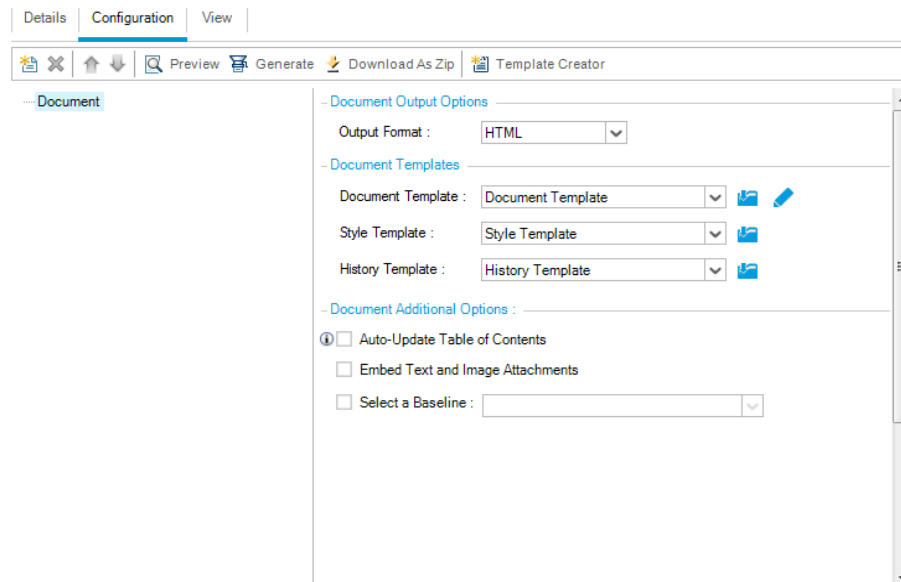 Details Configuration View
Preview Generate Download As Zip Template Creator
Document
Document Output Options
Output Format : HTML
Document Templates
Document Template : Document Template
Style Template : Style Template
History Template : History Template
Document Additional Options :
Auto-Update Table of Contents
Embed Text and Image Attachments
Select a Baseline :